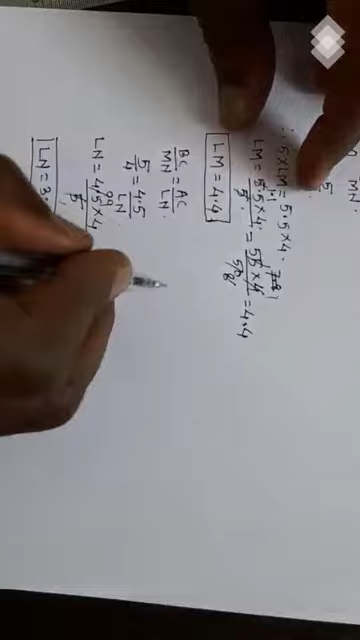 ∴ 5 × LM = 5.5 × 4.
LM = 5.5 × 4 / 5 = 55 × 4 / 50 = 4.4
LM = 4.4
BC/MN = AC/LN
5/4 = 4.5/LN
LN = 4.5 × 4 / 5
LN = 3.